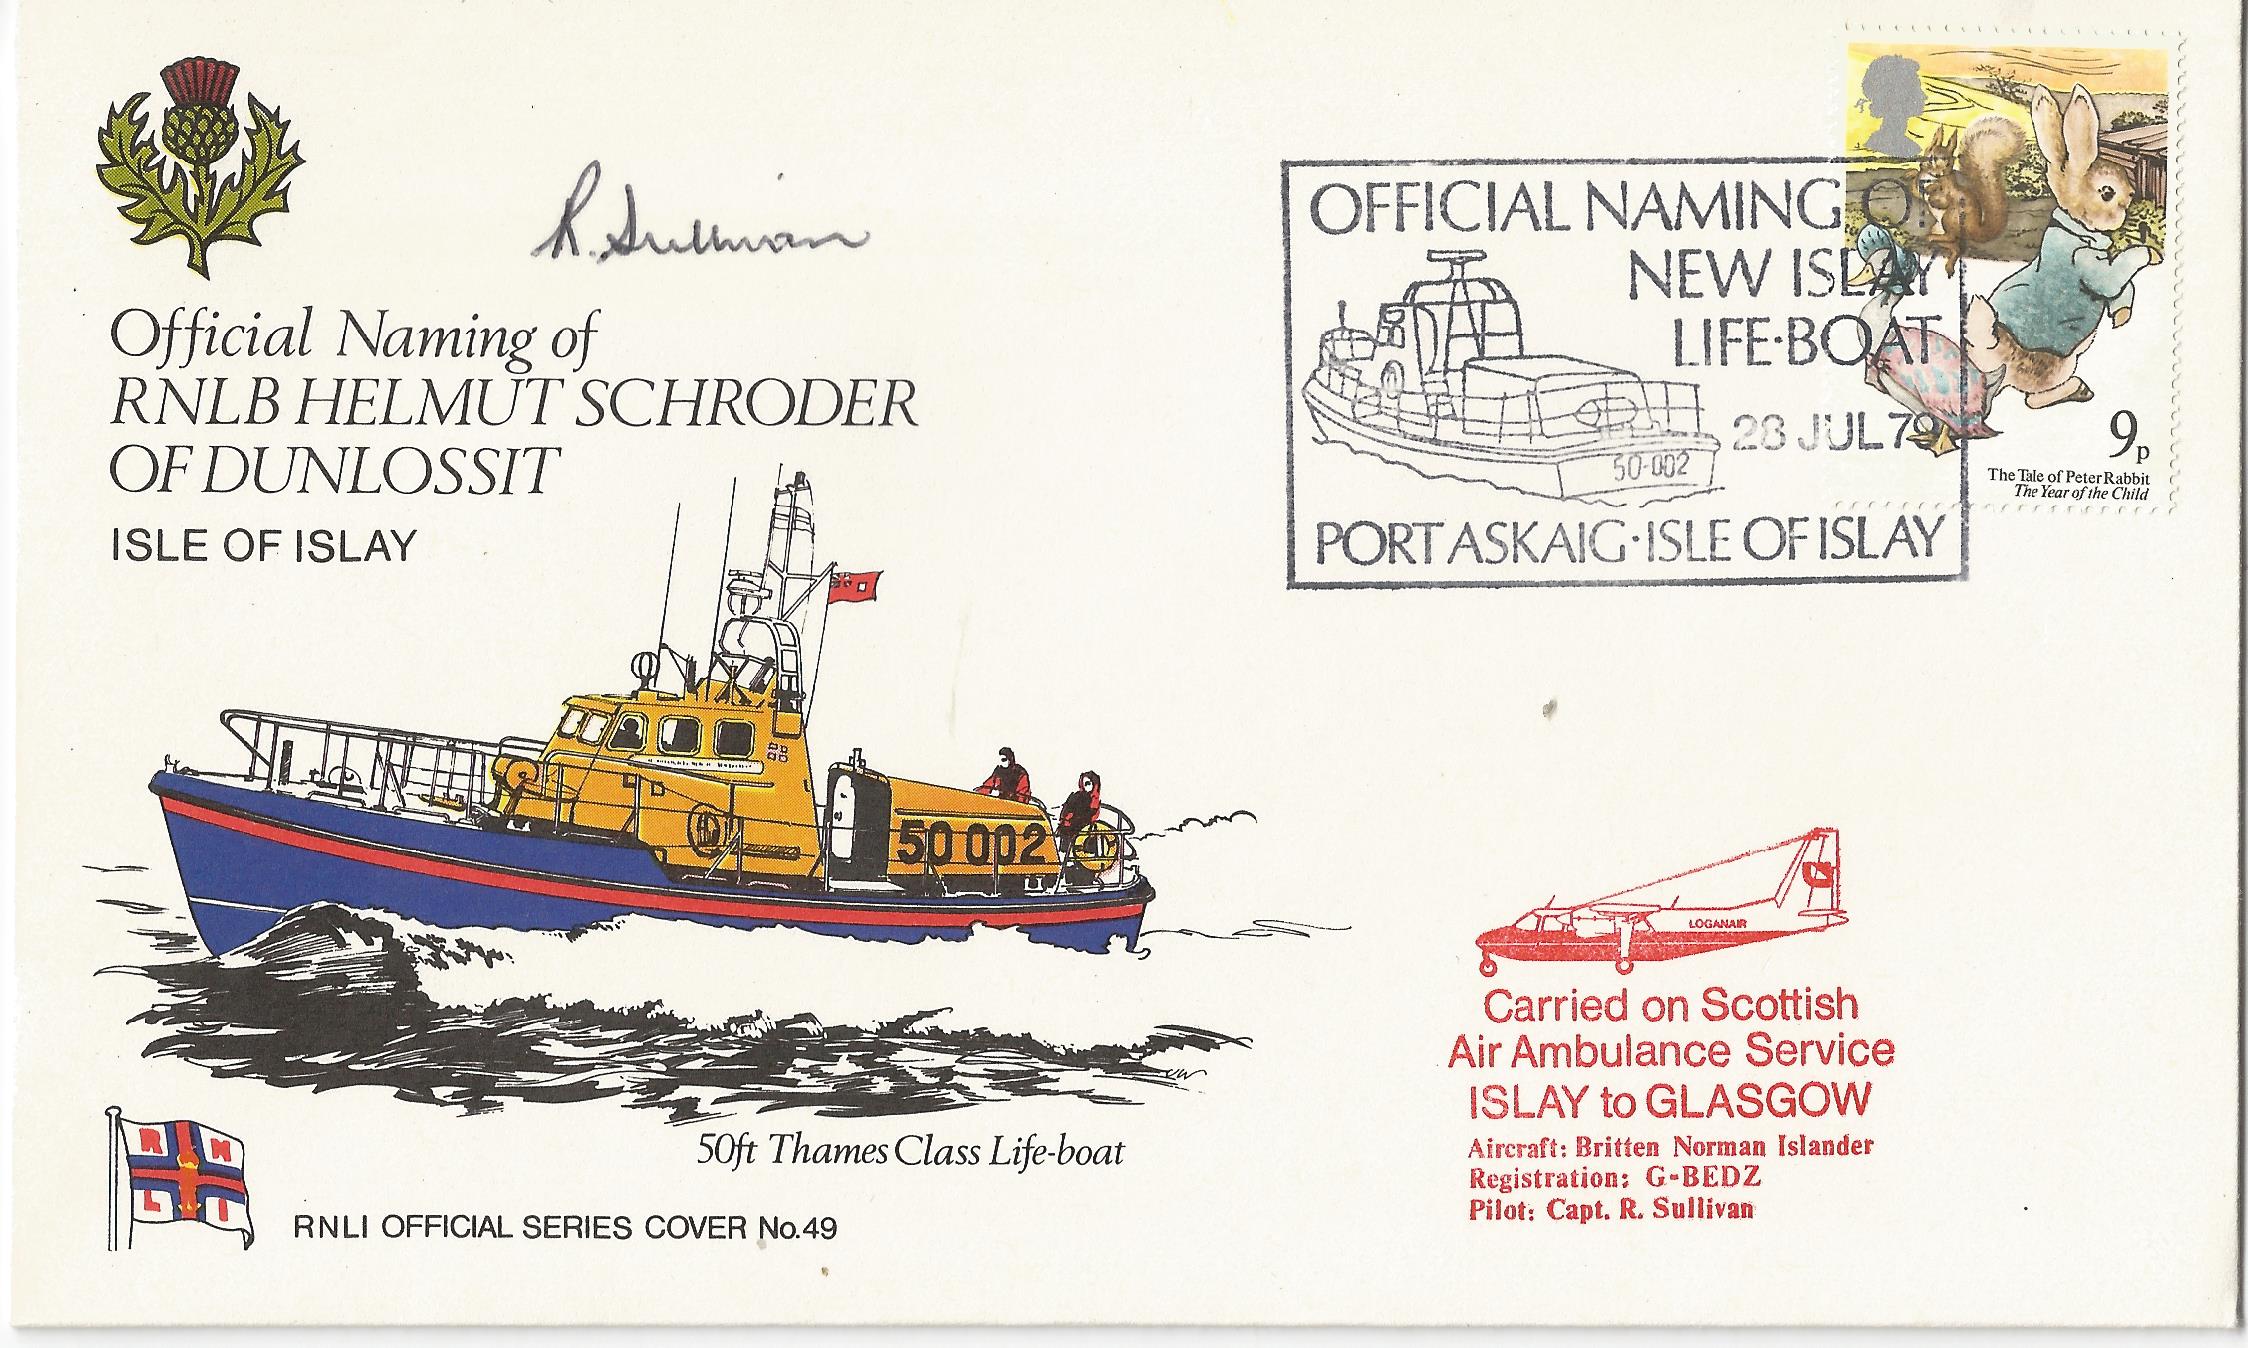 R. Sullivan
Official Naming of
RNLB HELMUT SCHRODER
OF DUNLOSSIT
ISLE OF ISLAY
50 002
50ft Thames Class Life-boat
R N
L I
RNLI OFFICIAL SERIES COVER No.49
OFFICIAL NAMING OF
NEW ISLAY
LIFE·BOAT
28 JUL 79
50-002
PORT ASKAIG·ISLE OF ISLAY
9p
The Tale of Peter Rabbit
The Year of the Child
LOGANAIR
Carried on Scottish
Air Ambulance Service
ISLAY to GLASGOW
Aircraft: Britten Norman Islander
Registration: G-BEDZ
Pilot: Capt. R. Sullivan